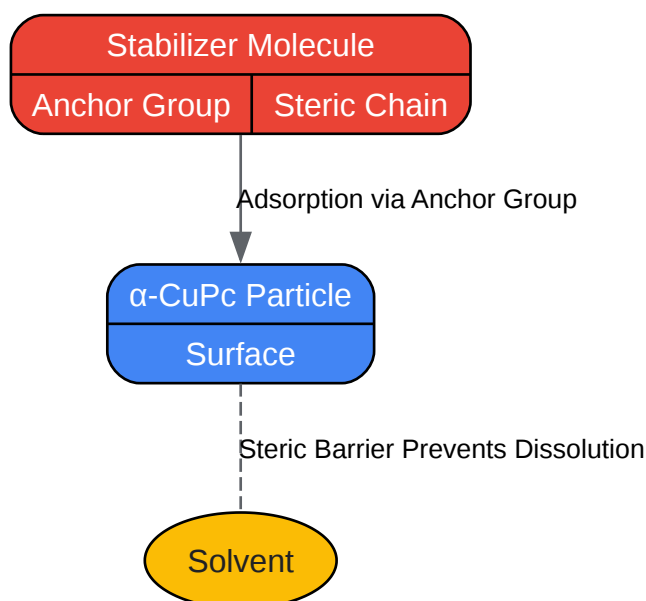 Stabilizer Molecule
Anchor Group
Steric Chain
Adsorption via Anchor Group
α-CuPc Particle
Surface
Steric Barrier Prevents Dissolution
Solvent